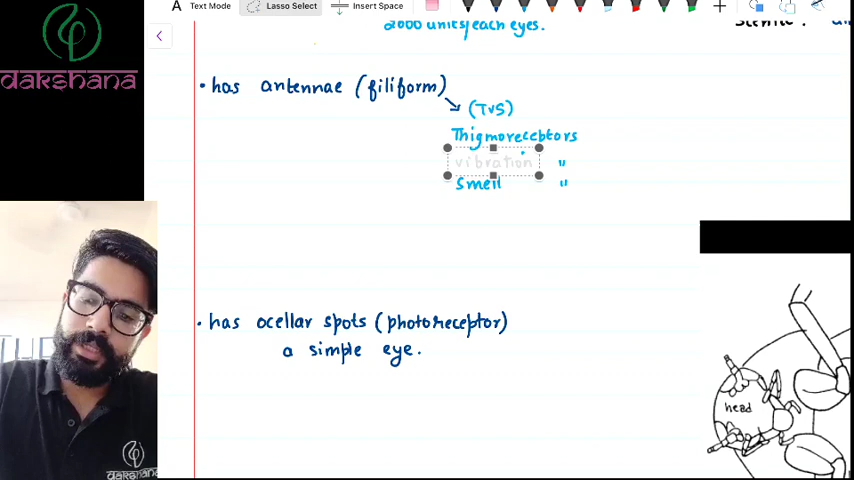 dakshana
A Text Mode Lasso Select Insert Space
2000 units/each eyes.
• has antennae (filiform)
(TVS)
Thigmoreceptors
vibration "
Smell "
• has ocellar spots (photoreceptor)
a simple eye.
head
dakshana